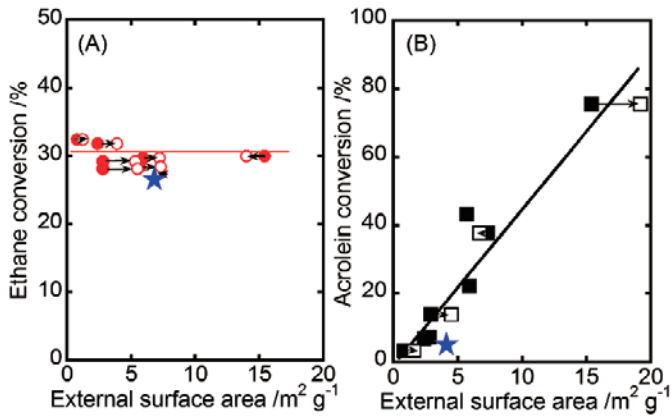 (A)
50
40
30
20
10
0
0 5 10 15 20
Ethane conversion /%
External surface area /m² g⁻¹
(B)
100
80
60
40
20
0
0 5 10 15 20
Acrolein conversion /%
External surface area /m² g⁻¹